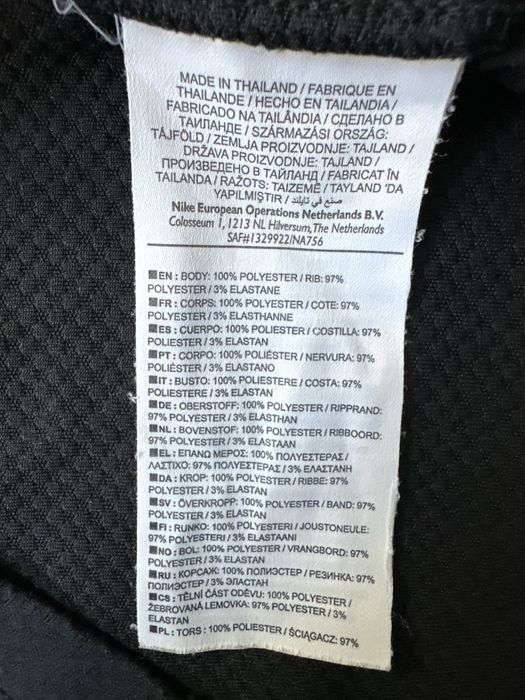 MADE IN THAILAND / FABRIQUE EN
THAILANDE / HECHO EN TAILANDIA /
FABRICADO NA TAILÂNDIA / СДЕЛАНО В
ТАИЛАНДЕ / SZÁRMAZÁSI ORSZÁG:
TÁJFÖLD / ZEMLJA PROIZVODNJE: TAJLAND /
DRŽAVA PROIZVODNJE: TAJLAND /
ПРОИЗВЕДЕНО В ТАЙЛАНД / FABRICAT ÎN
TAILANDA / RAŽOTS: TAIZEMĒ / TAYLAND 'DA
YAPILMIŞTIR / صنع في تايلند
Nike European Operations Netherlands B.V.
Colosseum 1, 1213 NL Hilversum, The Netherlands
SAF#1329922/NA756
EN : BODY: 100% POLYESTER / RIB: 97%
POLYESTER / 3% ELASTANE
FR : CORPS: 100% POLYESTER / COTE: 97%
POLYESTER / 3% ELASTHANNE
ES : CUERPO: 100% POLIESTER / COSTILLA: 97%
POLIESTER / 3% ELASTAN
PT : CORPO: 100% POLIÉSTER / NERVURA: 97%
POLIÉSTER / 3% ELASTANO
IT : BUSTO: 100% POLIESTERE / COSTA: 97%
POLIESTERE / 3% ELASTAN
DE : OBERSTOFF: 100% POLYESTER / RIPPRAND:
97% POLYESTER / 3% ELASTHAN
NL : BOVENSTOF: 100% POLYESTER / RIBBOORD:
97% POLYESTER / 3% ELASTAAN
EL : ΕΠΑΝΩ ΜΕΡΟΣ: 100% ΠΟΛΥΕΣΤΕΡΑΣ /
ΛΑΣΤΙΧΟ: 97% ΠΟΛΥΕΣΤΕΡΑΣ / 3% ΕΛΑΣΤΑΝΗ
DA : KROP: 100% POLYESTER / RIBBE: 97%
POLYESTER / 3% ELASTAN
SV : ÖVERKROPP: 100% POLYESTER / BAND: 97%
POLYESTER / 3% ELASTAN
FI : RUNKO: 100% POLYESTERI / JOUSTONEULE:
97% POLYESTERI / 3% ELASTAANI
NO : BOL: 100% POLYESTER / VRANGBORD: 97%
POLYESTER / 3% ELASTAN
RU : КОРСАЖ: 100% ПОЛИЭСТЕР / РЕЗИНКА: 97%
ПОЛИЭСТЕР / 3% ЭЛАСТАН
CS : TĚLNÍ ČÁST ODĚVU: 100% POLYESTER /
ŽEBROVANÁ LEMOVKA: 97% POLYESTER / 3%
ELASTAN
PL : TORS : 100% POLIESTER / ŚCIĄGACZ: 97%